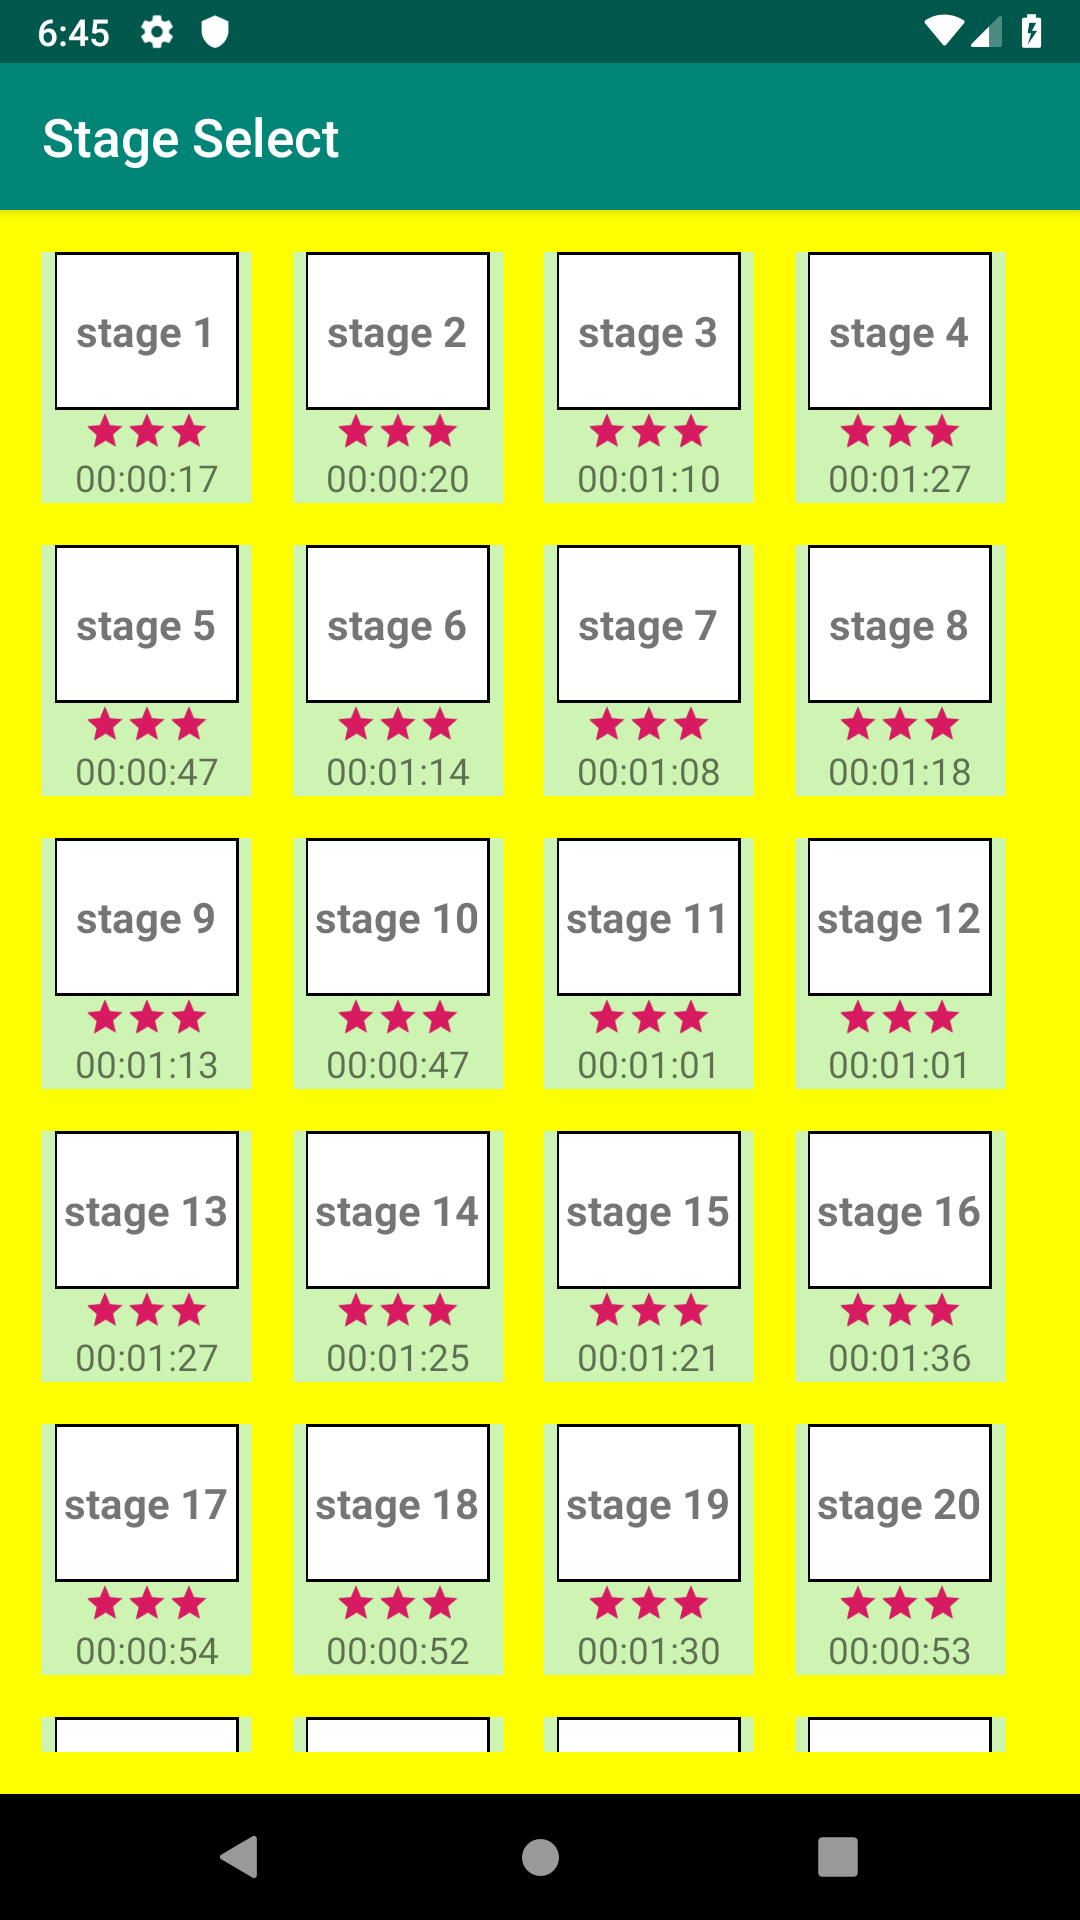 6:45
Stage Select
stage 1 stage 2 stage 3 stage 4
00:00:17 00:00:20 00:01:10 00:01:27
stage 5 stage 6 stage 7 stage 8
00:00:47 00:01:14 00:01:08 00:01:18
stage 9 stage 10 stage 11 stage 12
00:01:13 00:00:47 00:01:01 00:01:01
stage 13 stage 14 stage 15 stage 16
00:01:27 00:01:25 00:01:21 00:01:36
stage 17 stage 18 stage 19 stage 20
00:00:54 00:00:52 00:01:30 00:00:53